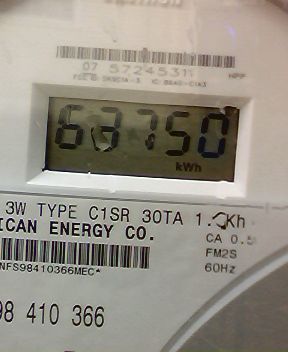 07 57245311
63750
kWh
3W TYPE C1SR 30TA Kh
ICAN ENERGY CO.
CA 0.5
FM2S
NFS98410366MEC*
60Hz
98 410 366